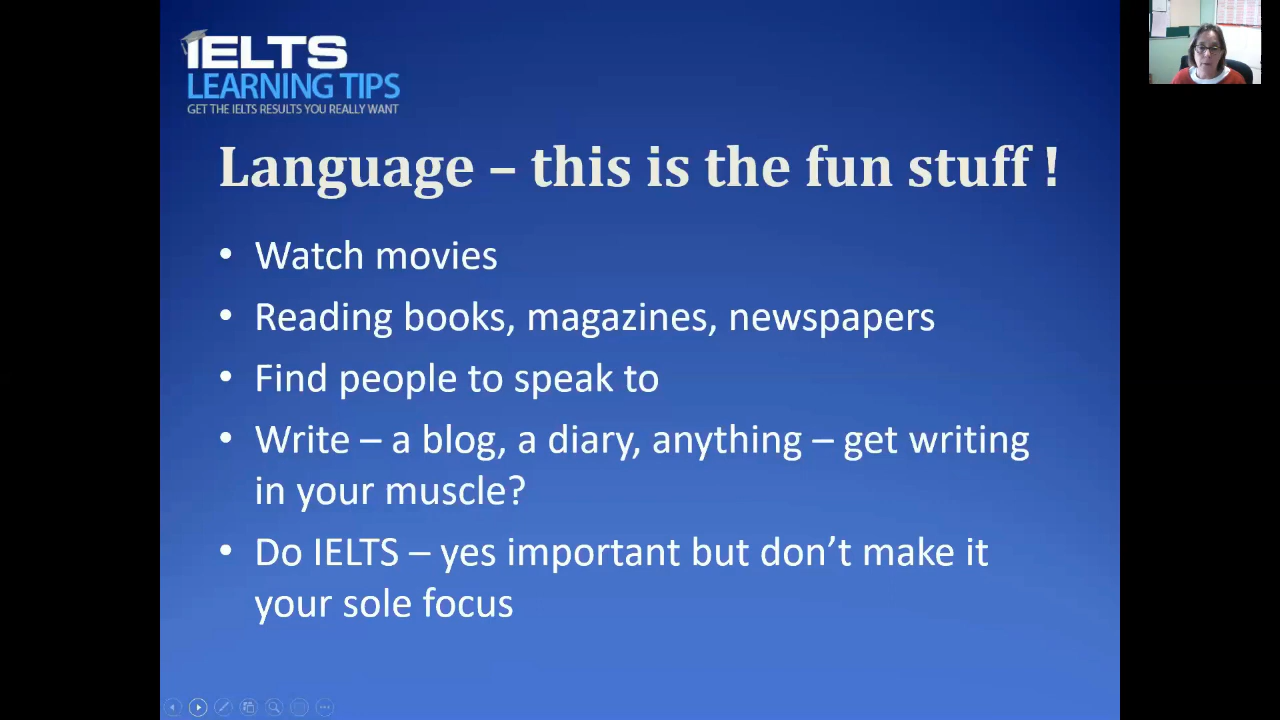 IELTS
LEARNING TIPS
GET THE IELTS RESULTS YOU REALLY WANT
Language – this is the fun stuff !
• Watch movies
• Reading books, magazines, newspapers
• Find people to speak to
• Write – a blog, a diary, anything – get writing
in your muscle?
• Do IELTS – yes important but don’t make it
your sole focus